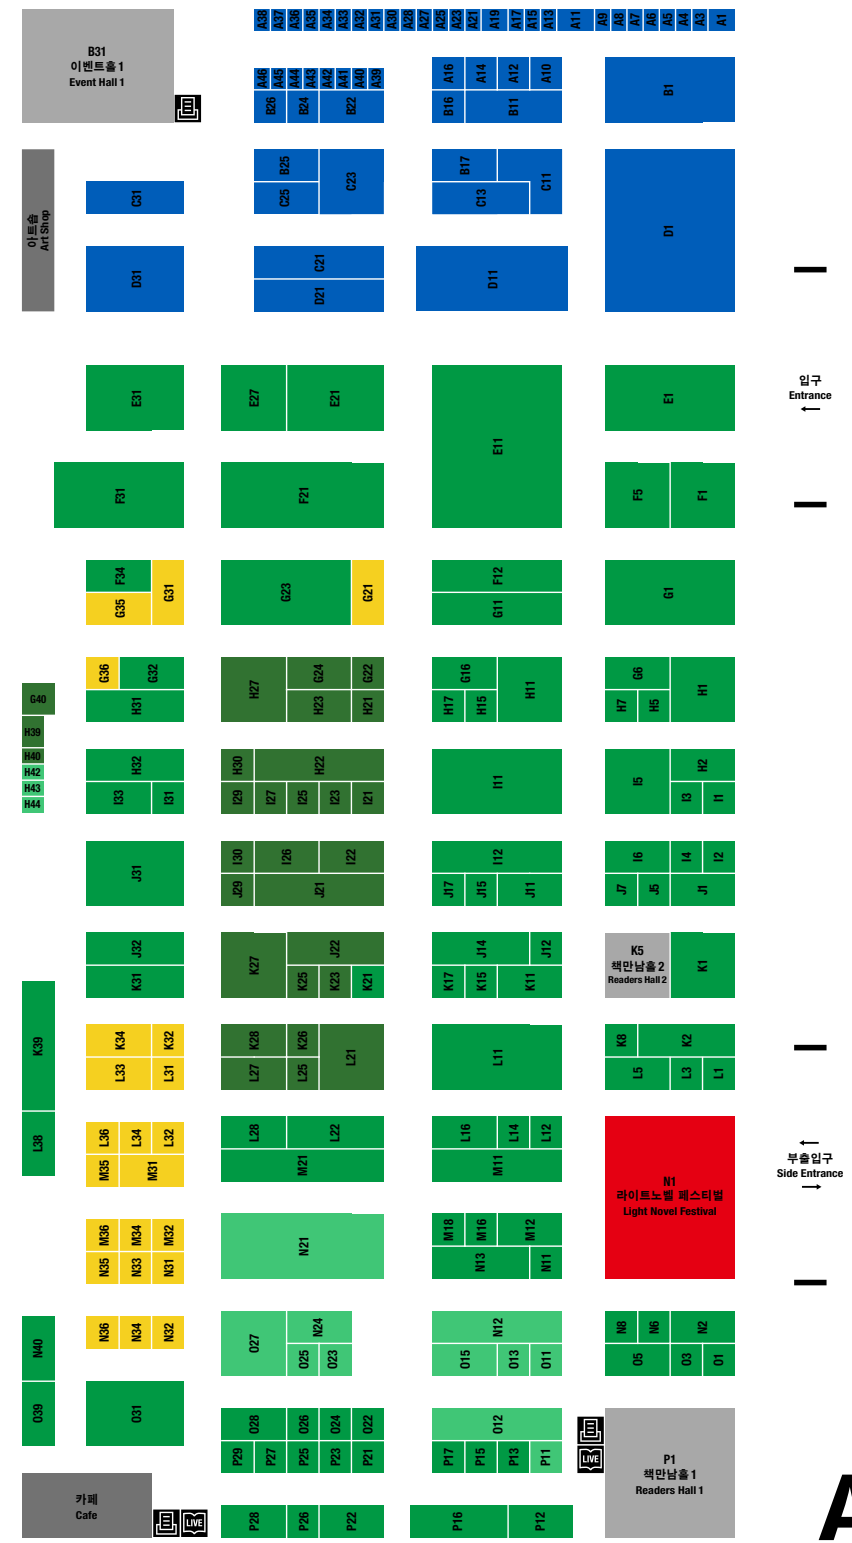 A38 A37 A36 A35 A34 A33 A32 A31 A30 A28 A27 A25 A23 A21 A19 A17 A15 A13 A11 A9 A8 A7 A6 A5 A4 A3 A1
B31
이벤트홀 1
Event Hall 1
A46 A45 A44 A43 A42 A41 A40 A39
A16 A14 A12 A10
B1
B26 B24 B22
B16 B11
아트숍
Art Shop
C31
B25 C23
C25
B17 C11
C13
D1
D31
C21
D21
D11
E31
E27 E21
E11
E1
입구
Entrance
F31
F21
F5 F1
F34 G31
G35
G23 G21
F12
G11
G1
G36 G32
H31
H27 G24 G22
H23 H21
G16 H11
H17 H15
G6 H1
H7 H5
G40
H39
H40
H42
H43
H44
H32
I33 I31
H30 H22
I29 I27 I25 I23 I21
I11
I5 H2
I3 I1
J31
I30 I26 I22
J29 J21
I12
J17 J15 J11
I6 I4 I2
J7 J5 J1
J32
K31
K27 J22
K25 K23 K21
J14 J12
K17 K15 K11
K5
책만남홀 2
Readers Hall 2
K1
K39
L38
K34 K32
L33 L31
K28 K26 L21
L27 L25
L11
K8 K2
L5 L3 L1
L36 L34 L32
M35 M31
L28 L22
M21
L16 L14 L12
M11
N1
라이트노벨 페스티벌
Light Novel Festival
부출입구
Side Entrance
M36 M34 M32
N35 N33 N31
N21
M18 M16 M12
N13 N11
N40
O39
N36 N34 N32
O27 N24
O25 O23
N12
O15 O13 O11
N8 N6 N2
O5 O3 O1
O31
O28 O26 O24 O22
P29 P27 P25 P23 P21
O12
P17 P15 P13 P11
LIVE
P1
책만남홀 1
Readers Hall 1
카페
Cafe
LIVE
P28 P26 P22
P16 P12
A